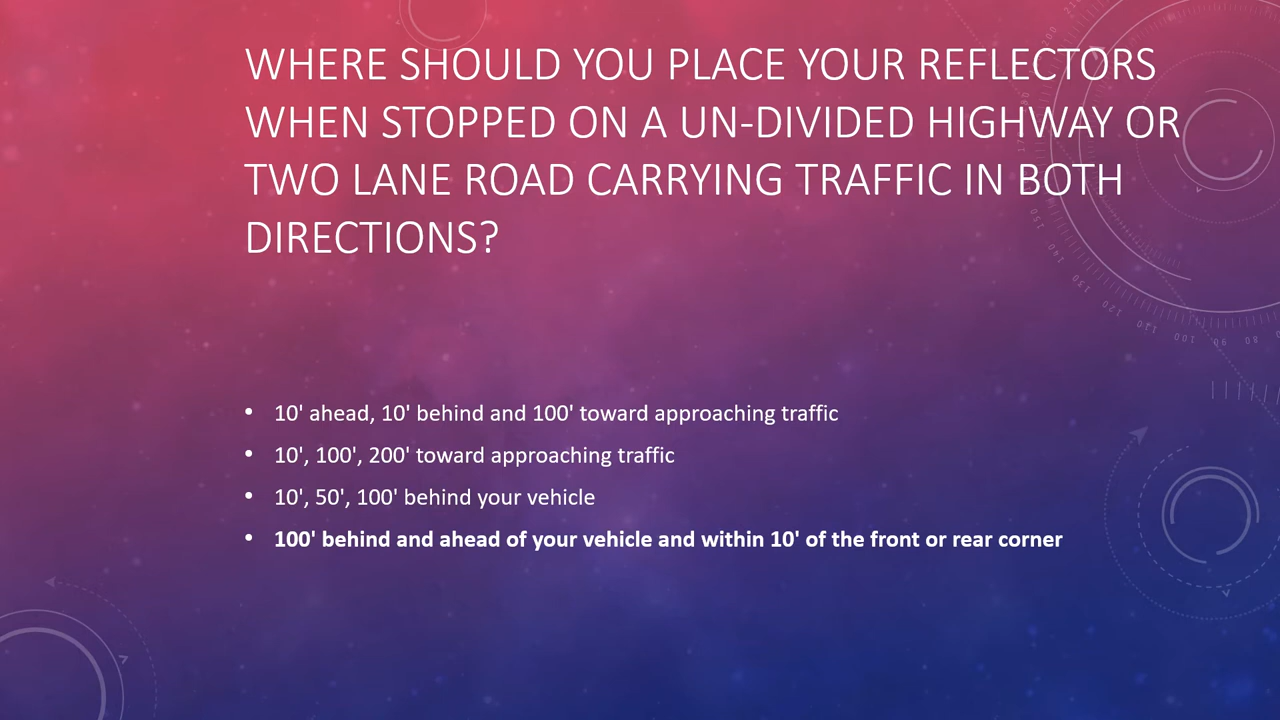 WHERE SHOULD YOU PLACE YOUR REFLECTORS
WHEN STOPPED ON A UN-DIVIDED HIGHWAY OR
TWO LANE ROAD CARRYING TRAFFIC IN BOTH
DIRECTIONS?
• 10' ahead, 10' behind and 100' toward approaching traffic
• 10', 100', 200' toward approaching traffic
• 10', 50', 100' behind your vehicle
• 100' behind and ahead of your vehicle and within 10' of the front or rear corner